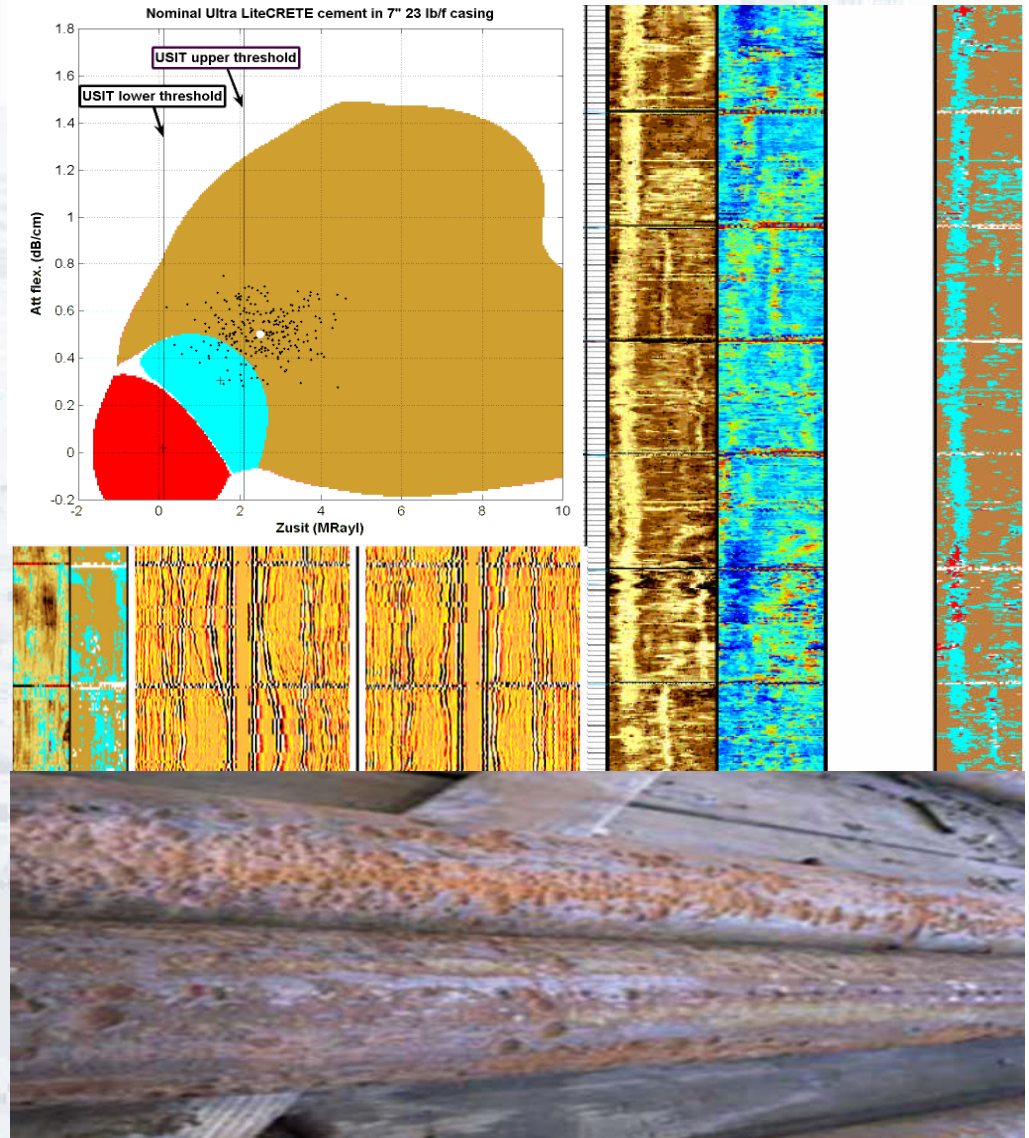 Nominal Ultra LiteCRETE cement in 7" 23 lb/f casing
1.8
1.6
1.4
1.2
1
0.8
0.6
0.4
0.2
0
-0.2
USIT upper threshold
USIT lower threshold
Att flex. (dB/cm)
-2 0 2 4 6 8 10
Zusit (MRayl)